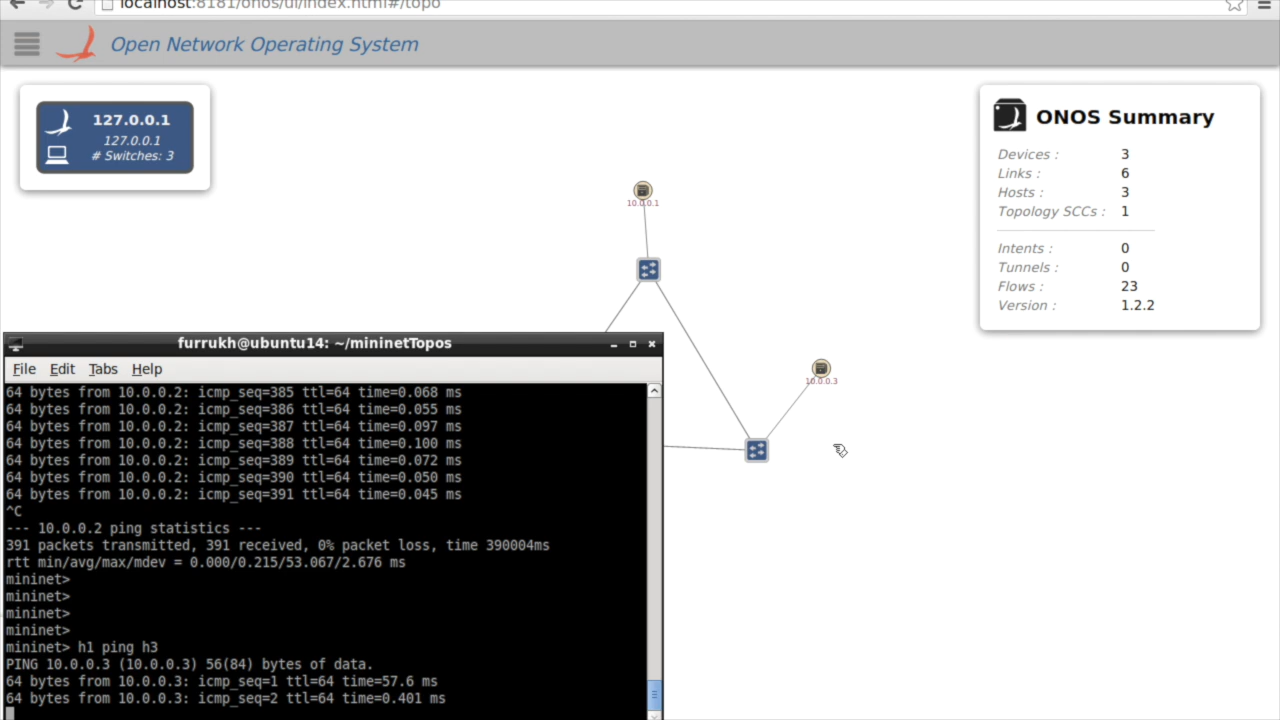 localhost:8181/onos/ui/index.html#/topo
Open Network Operating System
127.0.0.1
127.0.0.1
# Switches: 3
ONOS Summary
Devices : 3
Links : 6
Hosts : 3
Topology SCCs : 1
Intents : 0
Tunnels : 0
Flows : 23
Version : 1.2.2
10.0.0.1
10.0.0.3
furrukh@ubuntu14: ~/mininetTopos
File Edit Tabs Help
64 bytes from 10.0.0.2: icmp_seq=385 ttl=64 time=0.068 ms
64 bytes from 10.0.0.2: icmp_seq=386 ttl=64 time=0.055 ms
64 bytes from 10.0.0.2: icmp_seq=387 ttl=64 time=0.097 ms
64 bytes from 10.0.0.2: icmp_seq=388 ttl=64 time=0.100 ms
64 bytes from 10.0.0.2: icmp_seq=389 ttl=64 time=0.072 ms
64 bytes from 10.0.0.2: icmp_seq=390 ttl=64 time=0.050 ms
64 bytes from 10.0.0.2: icmp_seq=391 ttl=64 time=0.045 ms
^C
--- 10.0.0.2 ping statistics ---
391 packets transmitted, 391 received, 0% packet loss, time 390004ms
rtt min/avg/max/mdev = 0.000/0.215/53.067/2.676 ms
mininet>
mininet>
mininet>
mininet>
mininet> h1 ping h3
PING 10.0.0.3 (10.0.0.3) 56(84) bytes of data.
64 bytes from 10.0.0.3: icmp_seq=1 ttl=64 time=57.6 ms
64 bytes from 10.0.0.3: icmp_seq=2 ttl=64 time=0.401 ms